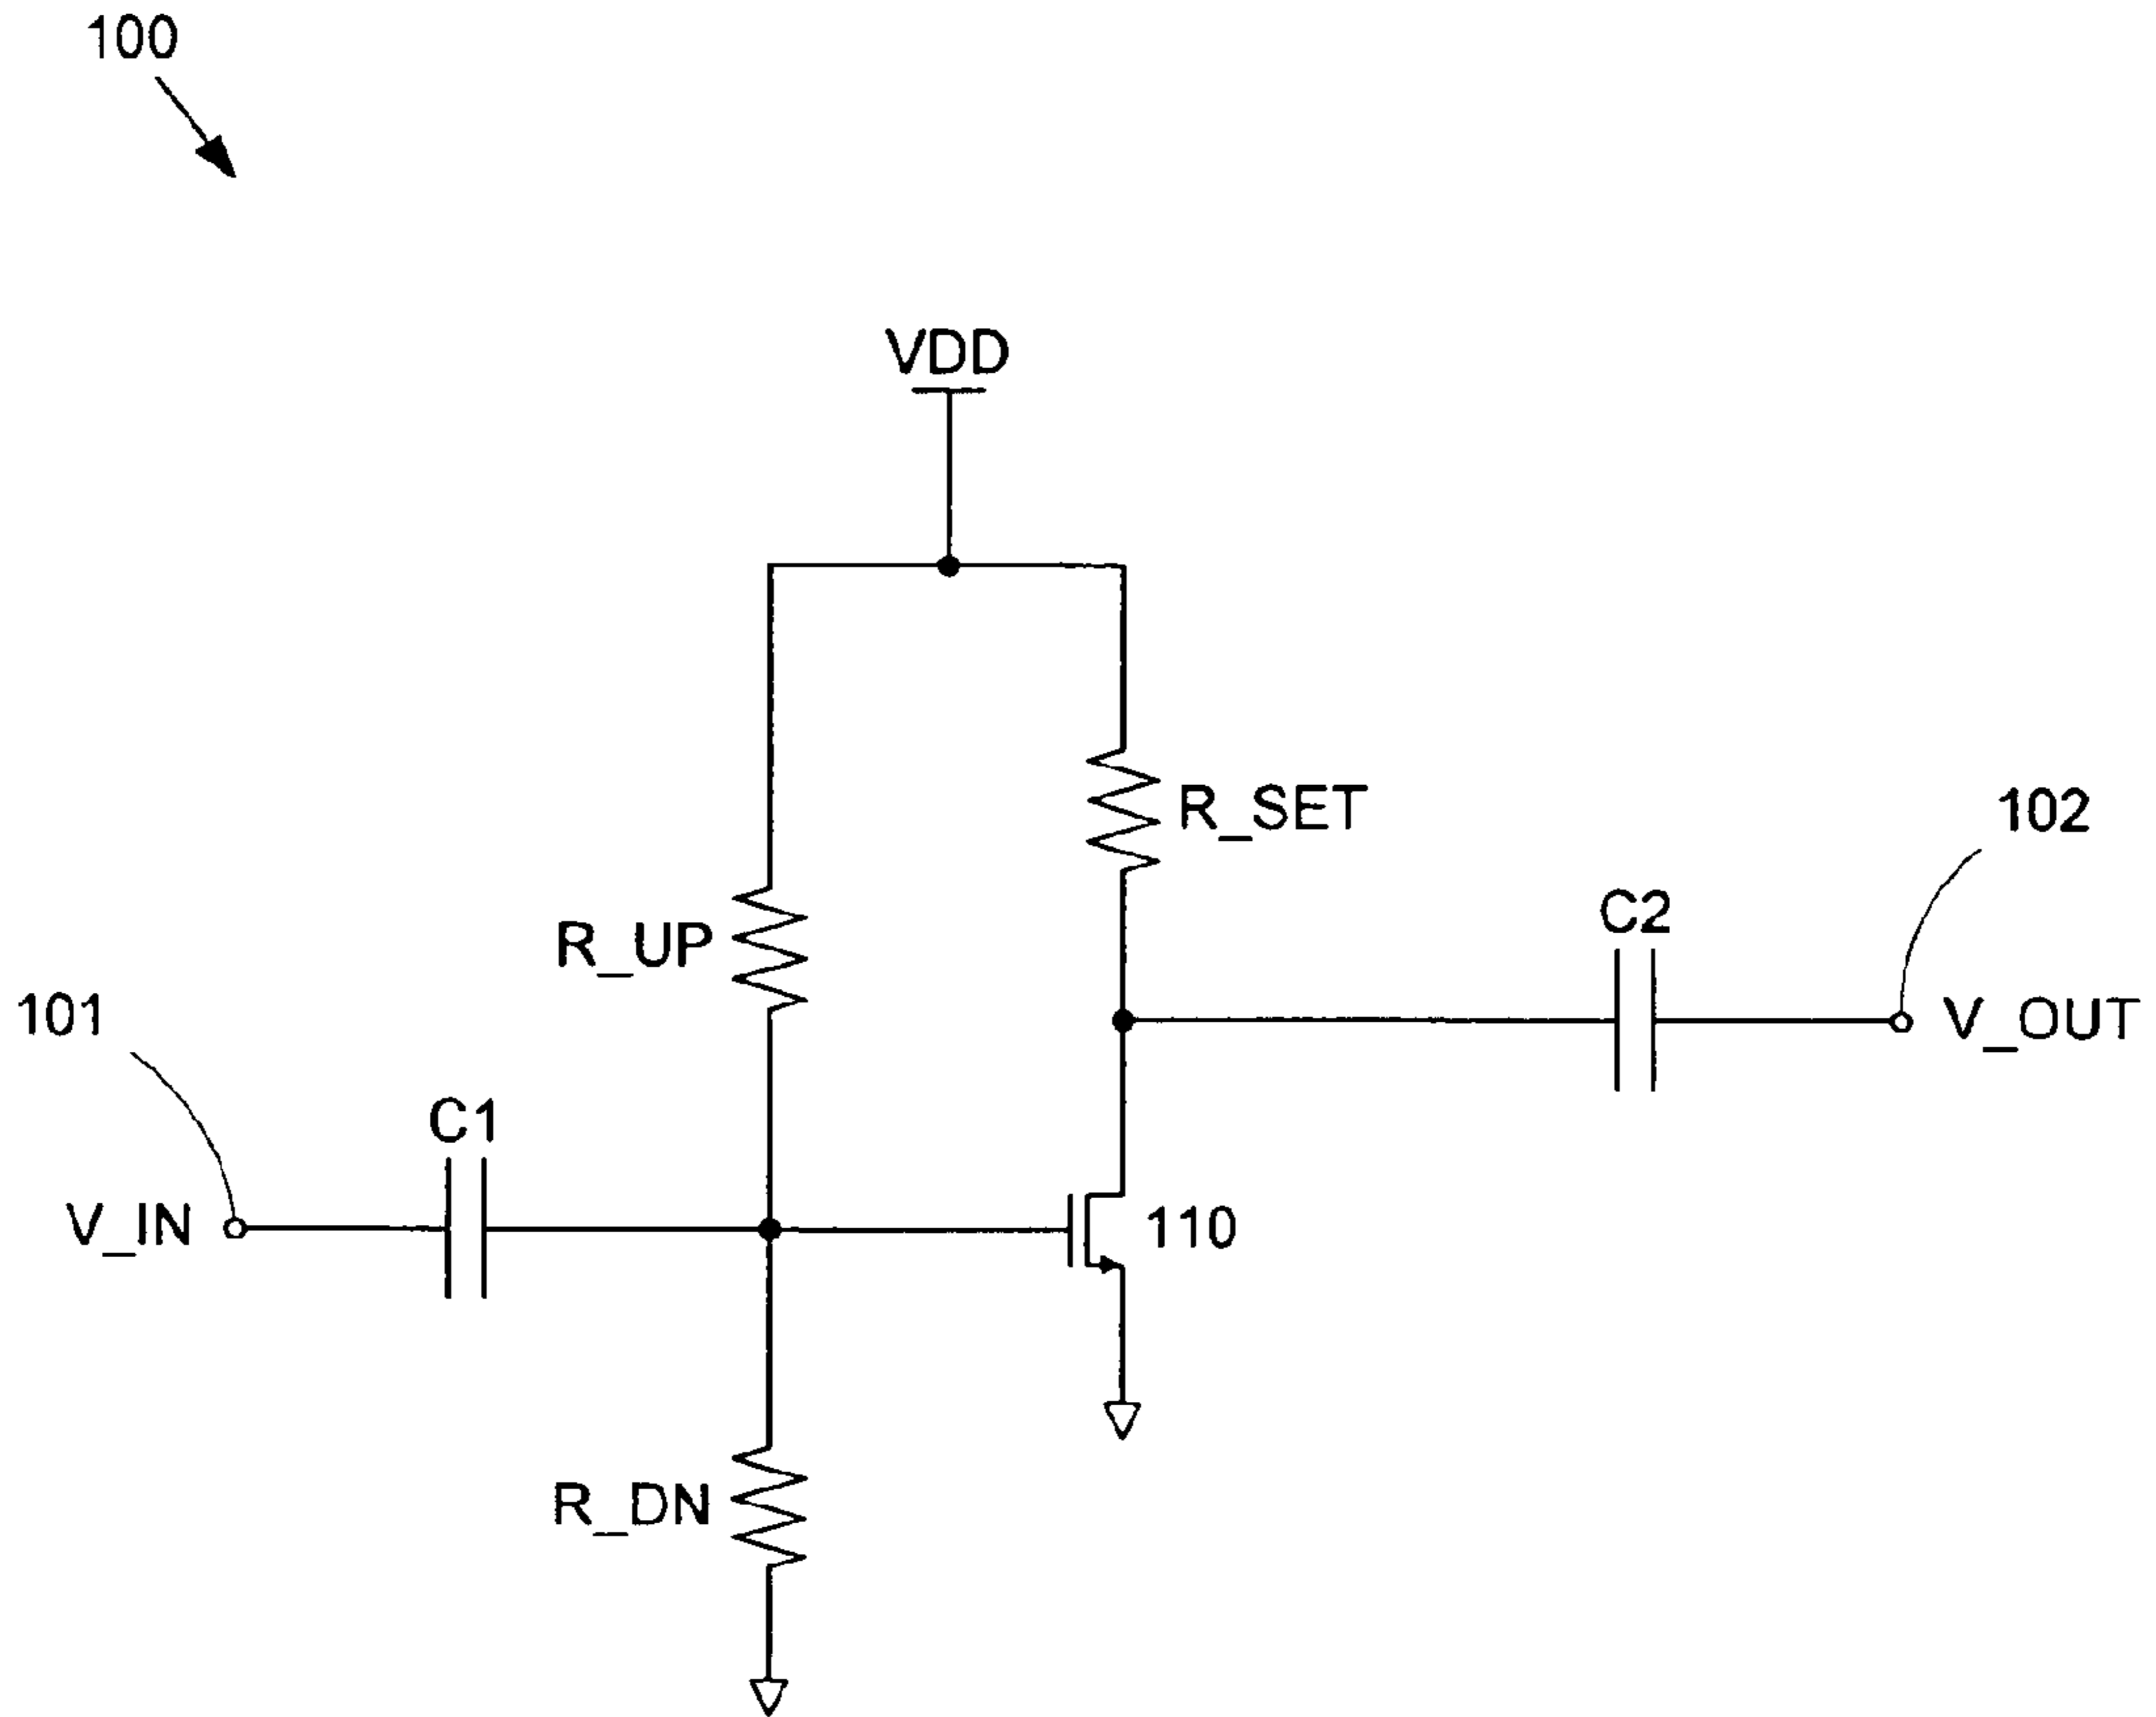 100
VDD
R_SET
102
C2
R_UP
101
V_OUT
C1
V_IN
110
R_DN